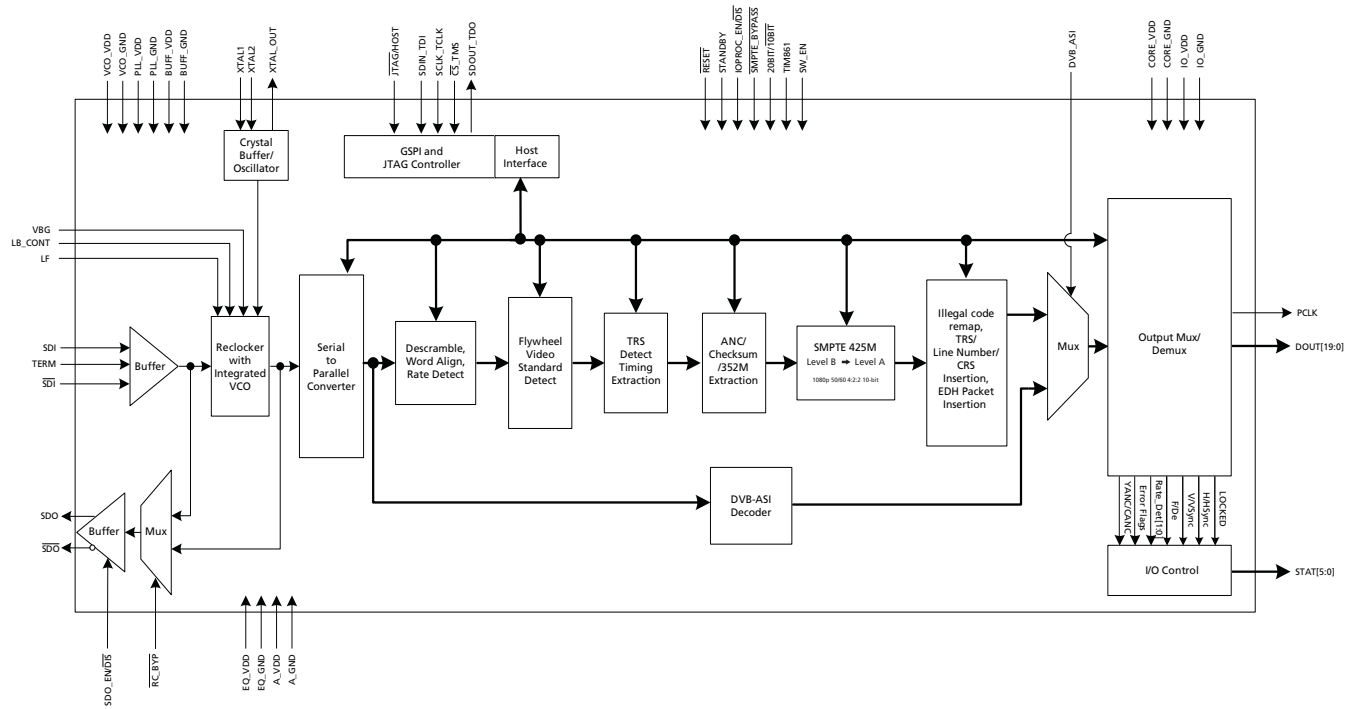 VCO_VDD
VCO_GND
PLL_VDD
PLL_GND
BUFF_VDD
BUFF_GND
XTAL1
XTAL2
XTAL_OUT
JTAG/HOST
SDIN_TDI
SCLK_TCLK
CS_TMS
SDOUT_TDO
RESET
STANDBY
IOPROC_EN/DIS
SMPTE_BYPASS
20BIT/10BIT
TIM861
SW_EN
DVB_ASI
CORE_VDD
CORE_GND
IO_VDD
IO_GND
Crystal
Buffer/
Oscillator
GSPI and
JTAG Controller
Host
Interface
VBG
LB_CONT
LF
SDI
TERM
SDI
Buffer
Reclocker
with
Integrated
VCO
Serial
to
Parallel
Converter
Descramble,
Word Align,
Rate Detect
Flywheel
Video
Standard
Detect
TRS
Detect
Timing
Extraction
ANC/
Checksum
/352M
Extraction
SMPTE 425M
Level B → Level A
1080p 50/60 4:2:2 10-bit
Illegal code
remap,
TRS/
Line Number/
CRS
Insertion,
EDH Packet
Insertion
Mux
Output Mux/
Demux
PCLK
DOUT[19:0]
DVB-ASI
Decoder
SDO
SDO
Buffer
Mux
YANC/CANC
Error Flags
Rate_Det[1:0]
F/De
V/VSync
H/HSync
LOCKED
I/O Control
STAT[5:0]
SDO_EN/DIS
RC_BYP
EQ_VDD
EQ_GND
A_VDD
A_GND